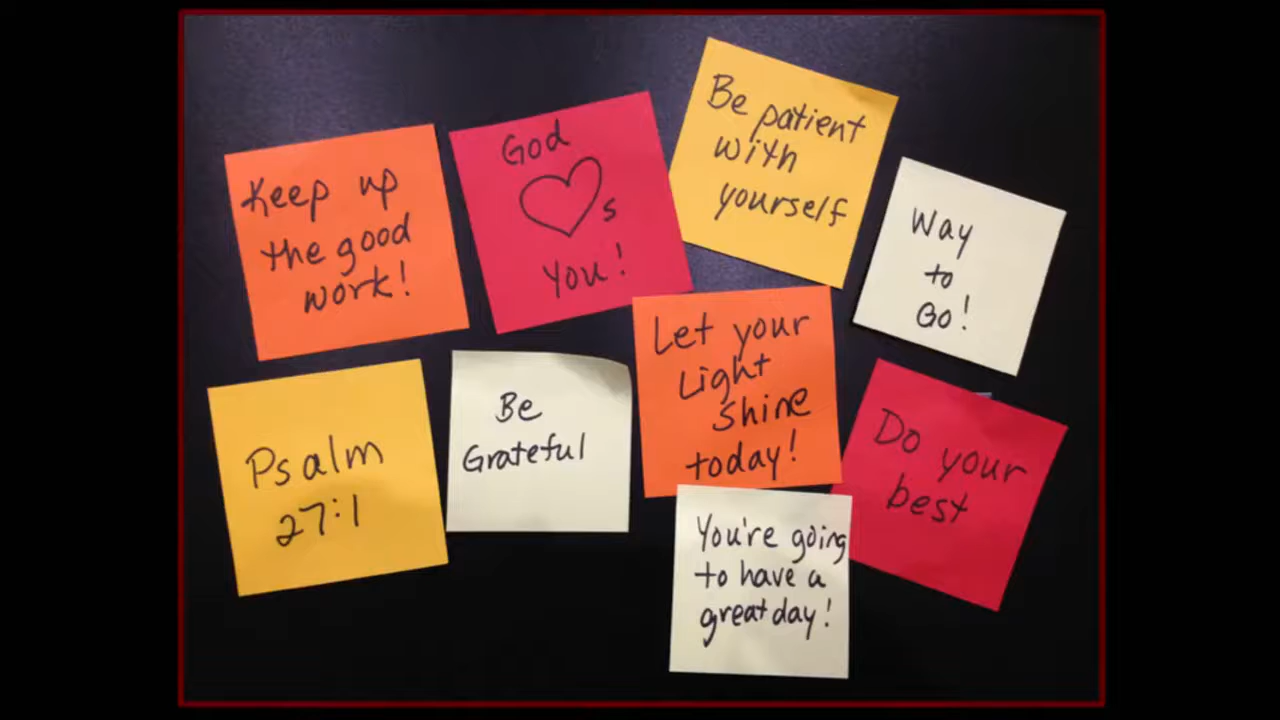 Keep up
the good
work!
God
♡s
You!
Be patient
with
yourself
Way
to
Go!
Psalm
27:1
Be
Grateful
Let your
Light
Shine
today!
Do your
best
You're going
to have a
great day!